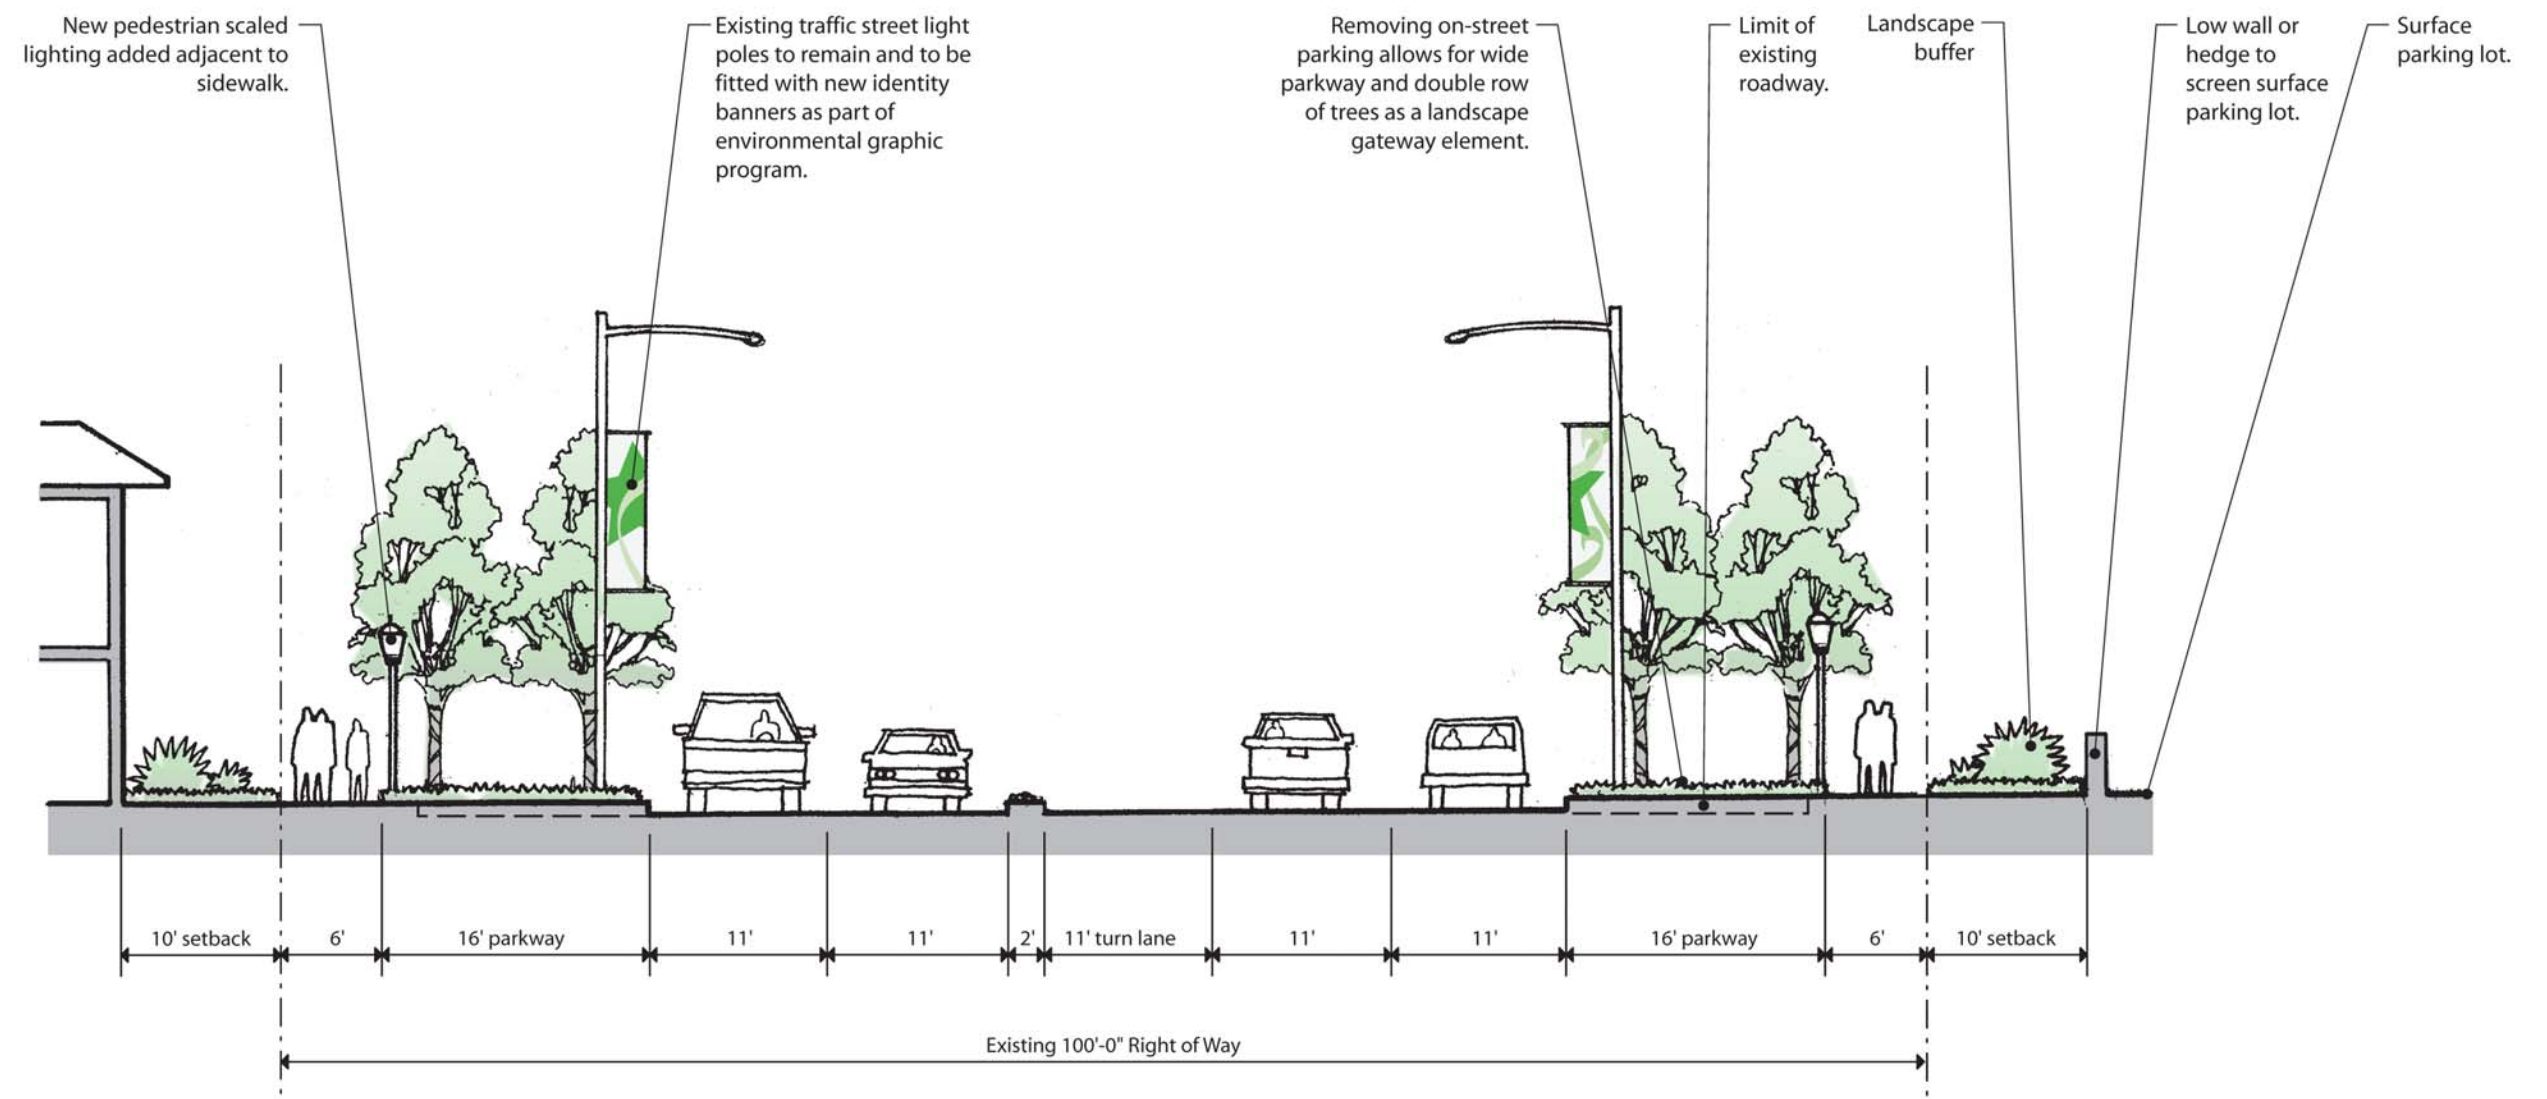 New pedestrian scaled
lighting added adjacent to
sidewalk.
Existing traffic street light
poles to remain and to be
fitted with new identity
banners as part of
environmental graphic
program.
Removing on-street
parking allows for wide
parkway and double row
of trees as a landscape
gateway element.
Limit of
existing
roadway.
Landscape
buffer
Low wall or
hedge to
screen surface
parking lot.
Surface
parking lot.
10' setback
6'
16' parkway
11'
11'
2'
11' turn lane
11'
11'
16' parkway
6'
10' setback
Existing 100'-0" Right of Way